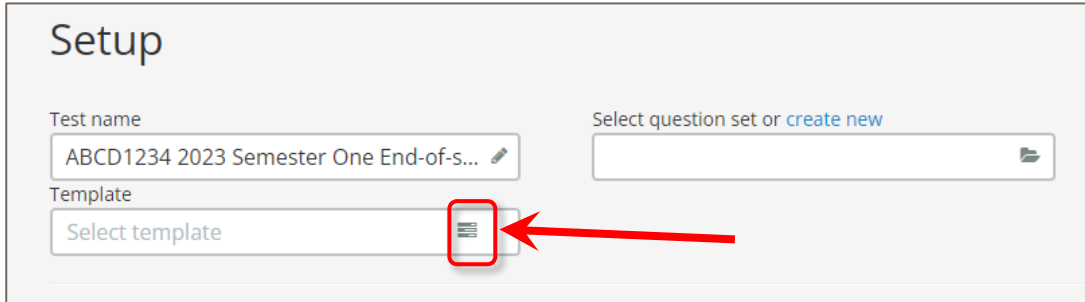 Setup
Test name
ABCD1234 2023 Semester One End-of-s...
Template
Select template
Select question set or create new